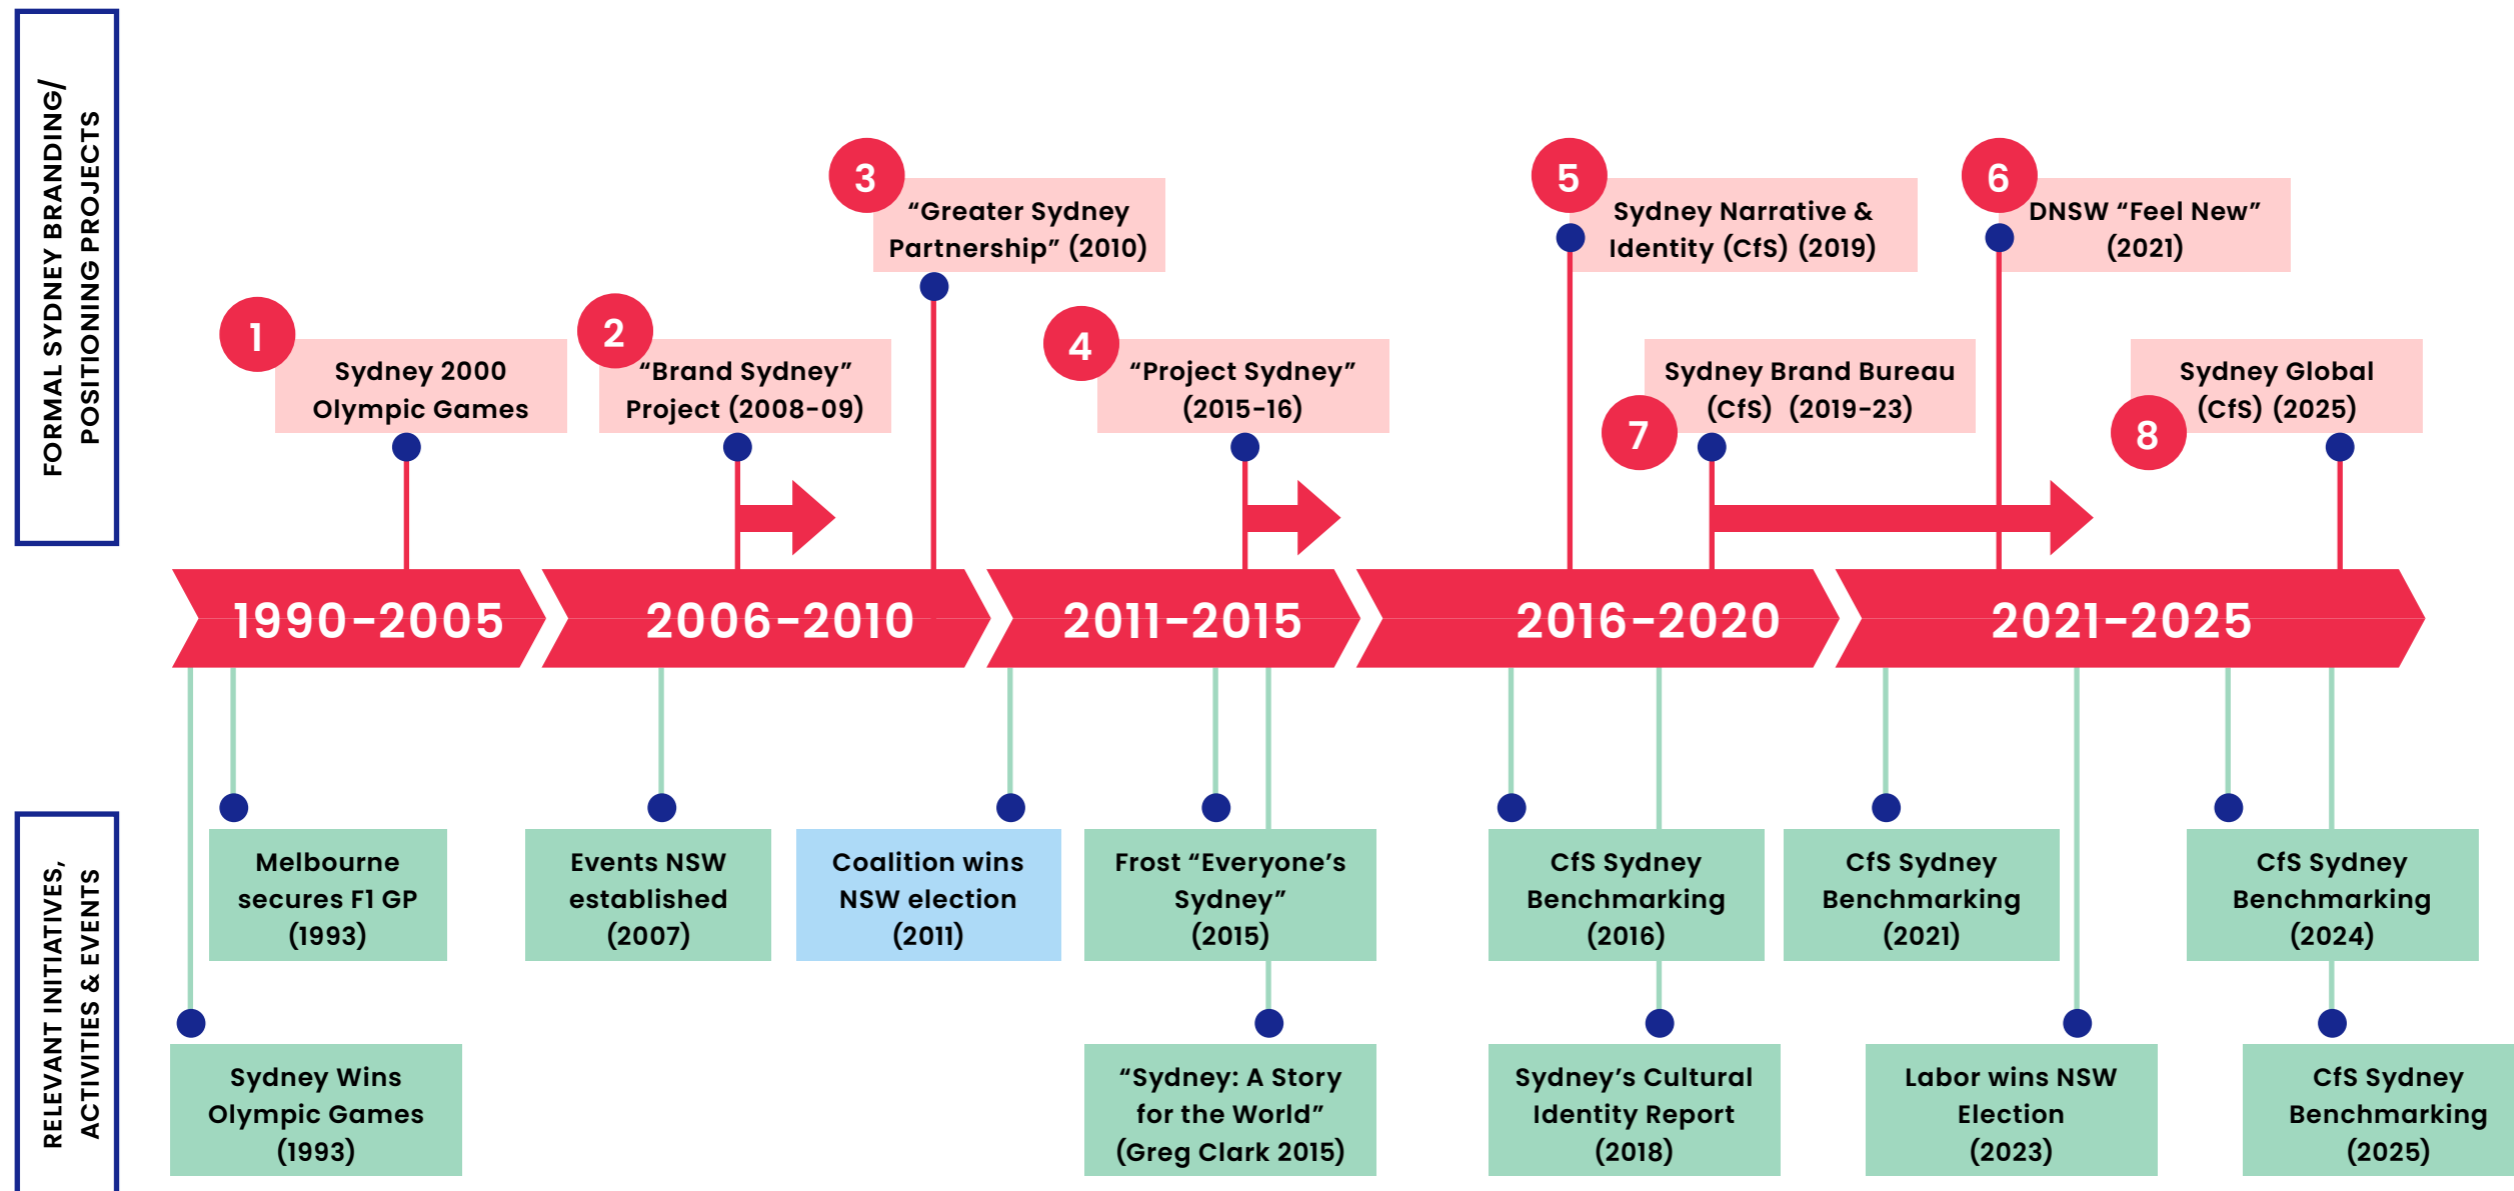 FORMAL SYDNEY BRANDING/
POSITIONING PROJECTS
1
Sydney 2000
Olympic Games
2
“Brand Sydney”
Project (2008-09)
3
“Greater Sydney
Partnership” (2010)
4
“Project Sydney”
(2015-16)
5
Sydney Narrative &
Identity (CfS) (2019)
6
DNSW “Feel New”
(2021)
7
Sydney Brand Bureau
(CfS) (2019-23)
8
Sydney Global
(CfS) (2025)
1990-2005
2006-2010
2011-2015
2016-2020
2021-2025
RELEVANT INITIATIVES,
ACTIVITIES & EVENTS
Melbourne
secures F1 GP
(1993)
Events NSW
established
(2007)
Coalition wins
NSW election
(2011)
Frost “Everyone’s
Sydney”
(2015)
CfS Sydney
Benchmarking
(2016)
CfS Sydney
Benchmarking
(2021)
CfS Sydney
Benchmarking
(2024)
Sydney Wins
Olympic Games
(1993)
“Sydney: A Story
for the World”
(Greg Clark 2015)
Sydney’s Cultural
Identity Report
(2018)
Labor wins NSW
Election
(2023)
CfS Sydney
Benchmarking
(2025)